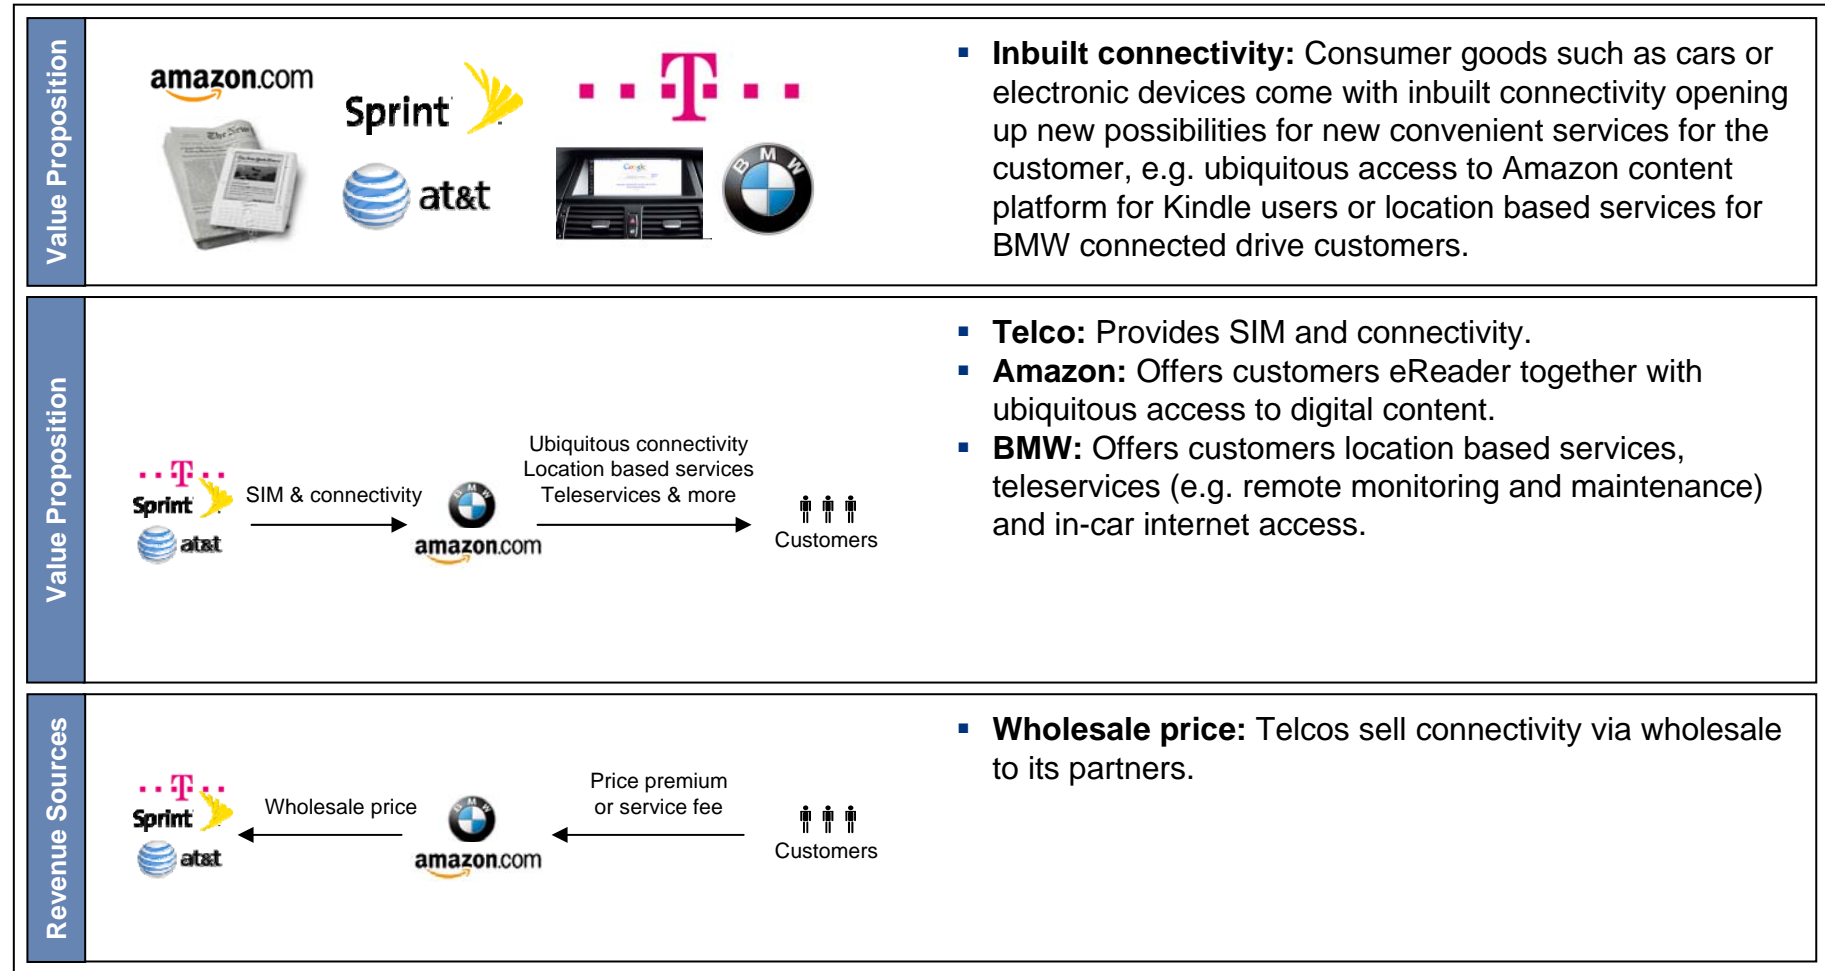 Value Proposition
amazon.com
Sprint
T
at&t
Google
BMW
Inbuilt connectivity: Consumer goods such as cars or
electronic devices come with inbuilt connectivity opening
up new possibilities for new convenient services for the
customer, e.g. ubiquitous access to Amazon content
platform for Kindle users or location based services for
BMW connected drive customers.
Value Proposition
T
Sprint
at&t
SIM & connectivity
BMW
amazon.com
Ubiquitous connectivity
Location based services
Teleservices & more
Customers
Telco: Provides SIM and connectivity.
Amazon: Offers customers eReader together with
ubiquitous access to digital content.
BMW: Offers customers location based services,
teleservices (e.g. remote monitoring and maintenance)
and in-car internet access.
Revenue Sources
T
Sprint
at&t
Wholesale price
BMW
amazon.com
Price premium
or service fee
Customers
Wholesale price: Telcos sell connectivity via wholesale
to its partners.